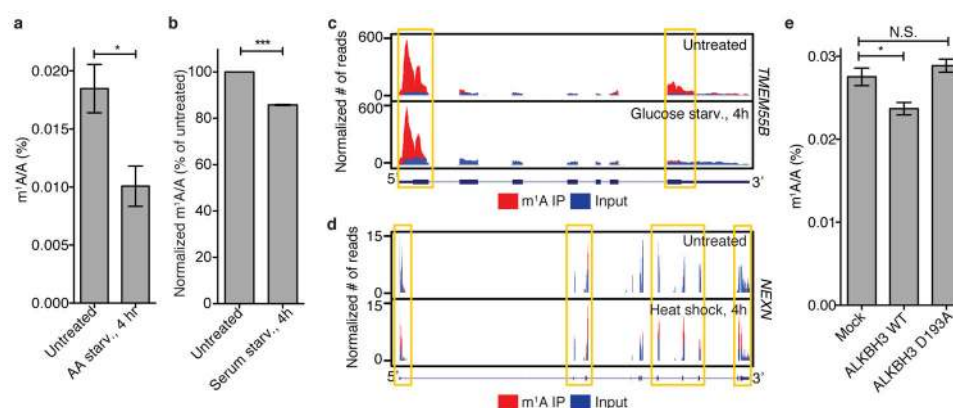 a
m¹A/A (%)
0.020
0.015
0.010
0.005
0.000
*
Untreated
AA starv., 4 hr
b
Normalized m¹A/A (% of untreated)
100
80
60
40
20
0
***
Untreated
Serum starv., 4h
c
Normalized # of reads
600
0
600
0
Untreated
Glucose starv., 4h
TMEM55B
5'
3'
m¹A IP
Input
d
Normalized # of reads
15
0
15
0
Untreated
Heat shock, 4h
NEXN
5'
3'
m¹A IP
Input
e
m¹A/A (%)
0.03
0.02
0.01
0.00
N.S.
*
Mock
ALKBH3 WT
ALKBH3 D193A